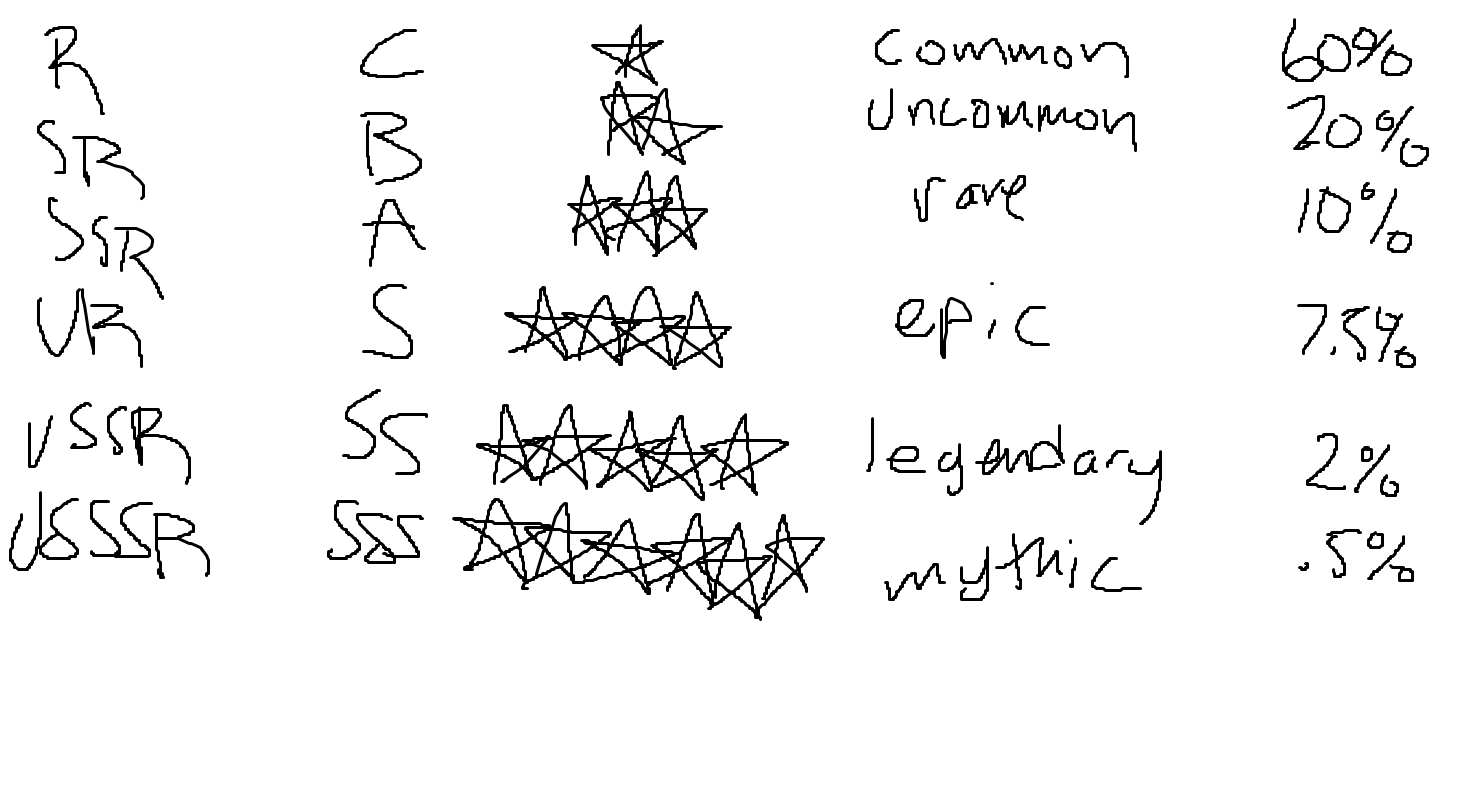 R C common 60%
SR B uncommon 20%
SSR A rare 10%
UR S epic 7.5%
USSR SS legendary 2%
USSSR SSS mythic .5%